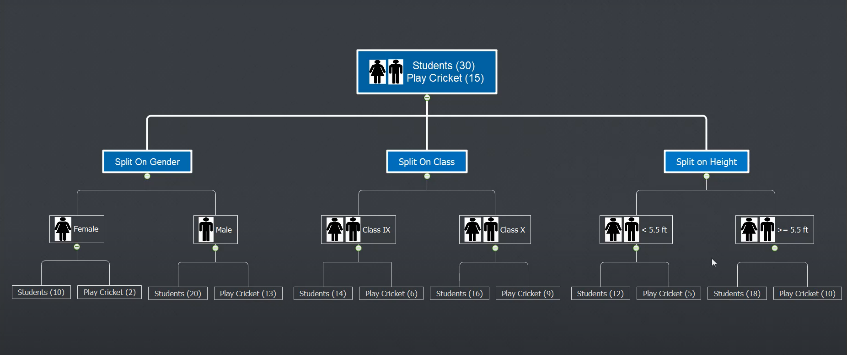 Students (30)
Play Cricket (15)
Split On Gender
Split On Class
Split on Height
Female
Male
Class IX
Class X
< 5.5 ft
>= 5.5 ft
Students (10)
Play Cricket (2)
Students (20)
Play Cricket (13)
Students (14)
Play Cricket (6)
Students (16)
Play Cricket (9)
Students (12)
Play Cricket (5)
Students (18)
Play Cricket (10)